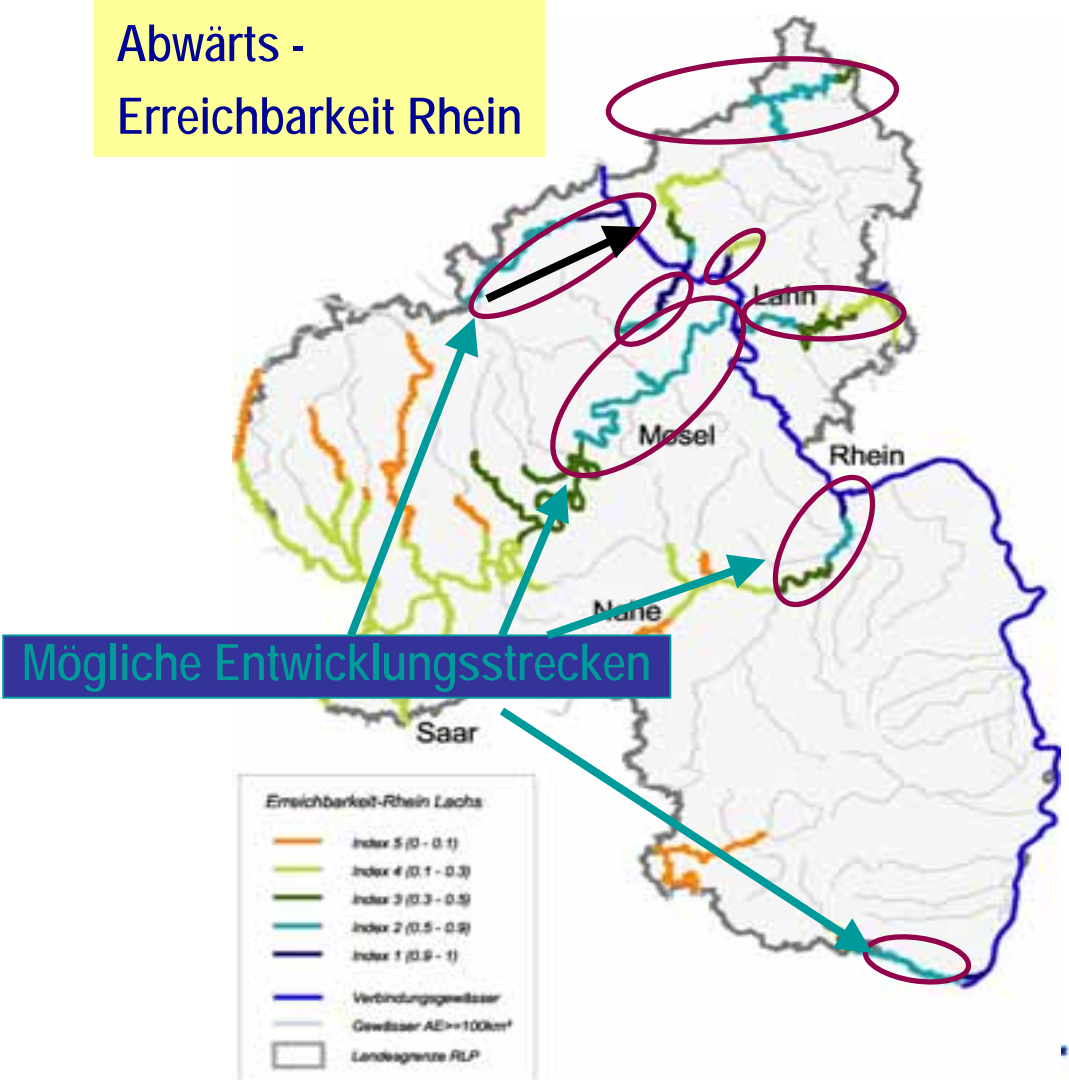 Abwärts -
Erreichbarkeit Rhein
Lahn
Mosel
Rhein
Nahe
Mögliche Entwicklungsstrecken
Saar
Erreichbarkeit-Rhein Lachs
Index 5 (0 - 0.1)
Index 4 (0.1 - 0.3)
Index 3 (0.3 - 0.5)
Index 2 (0.5 - 0.9)
Index 1 (0.9 - 1)
Verbindungsgewässer
Gewässer AE>=100km²
Landesgrenze RLP